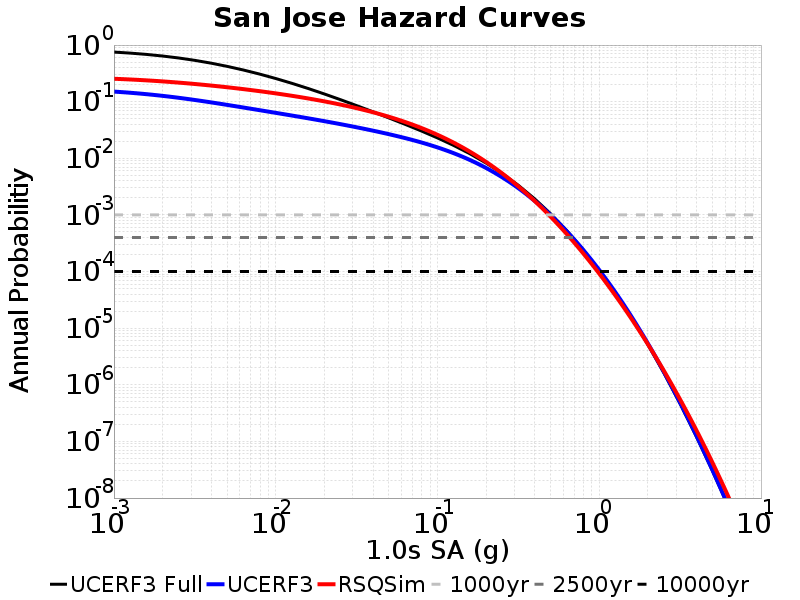 San Jose Hazard Curves
Annual Probabilitiy
10^0
10^-1
10^-2
10^-3
10^-4
10^-5
10^-6
10^-7
10^-8
10^-3 10^-2 10^-1 10^0 10^1
1.0s SA (g)
UCERF3 Full UCERF3 RSQSim 1000yr 2500yr 10000yr